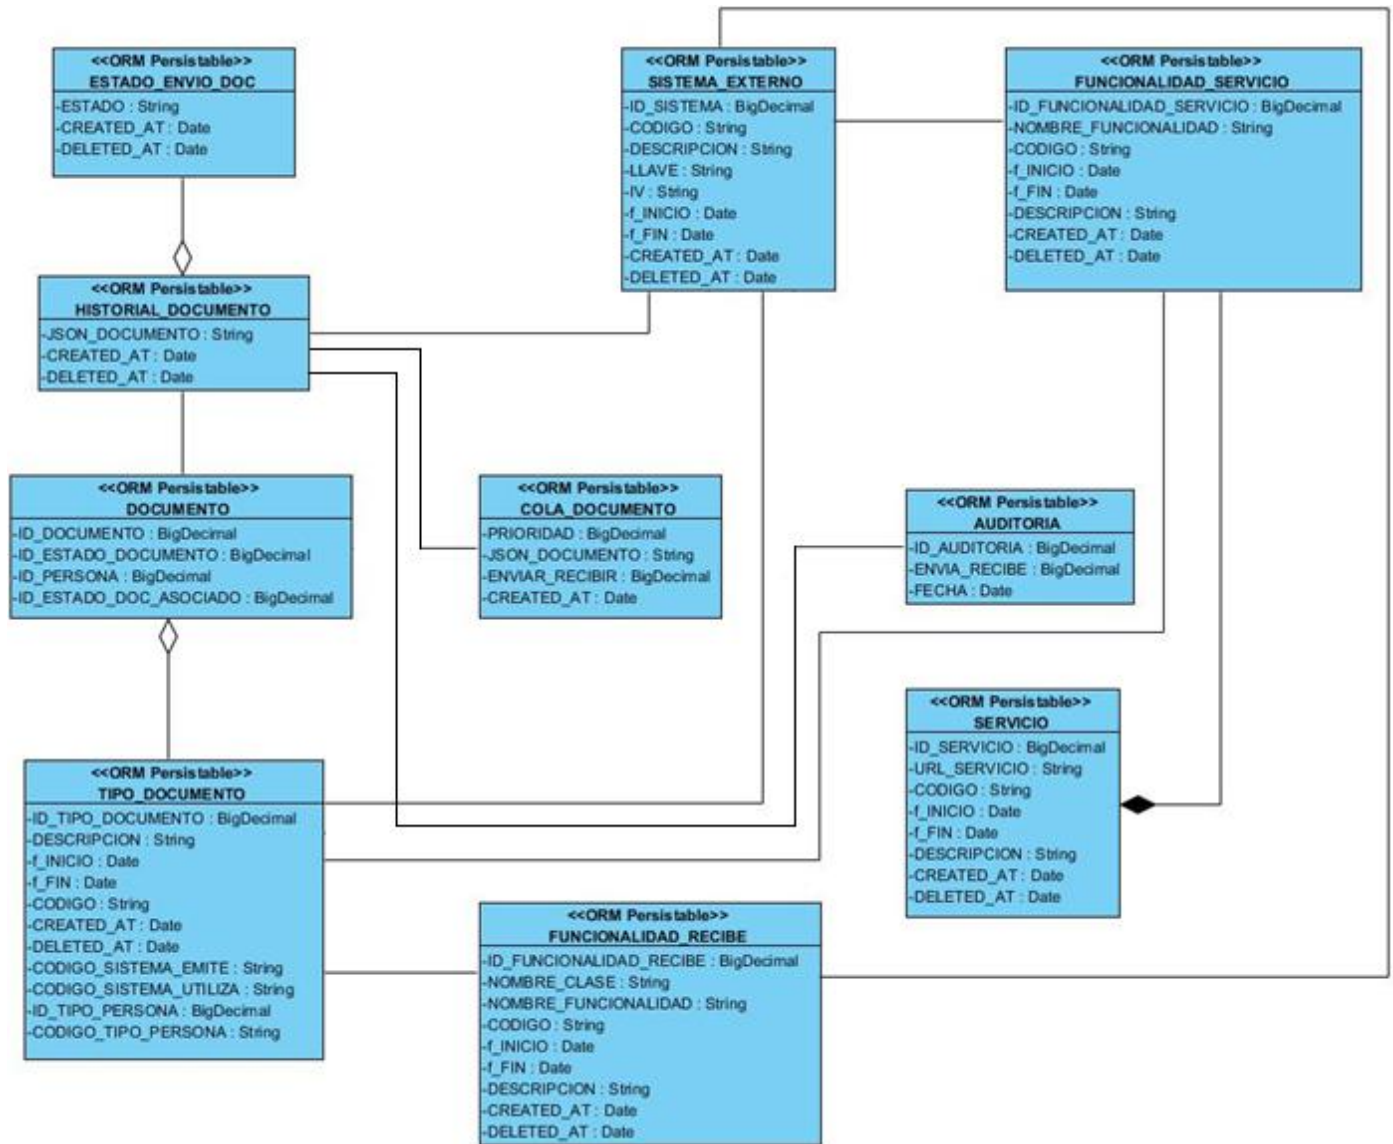 <<ORM Persistable>>
ESTADO_ENVIO_DOC
-ESTADO : String
-CREATED_AT : Date
-DELETED_AT : Date
<<ORM Persistable>>
SISTEMA_EXTERNO
-ID_SISTEMA : BigDecimal
-CODIGO : String
-DESCRIPCION : String
-LLAVE : String
-IV : String
-f_INICIO : Date
-f_FIN : Date
-CREATED_AT : Date
-DELETED_AT : Date
<<ORM Persistable>>
FUNCIONALIDAD_SERVICIO
-ID_FUNCIONALIDAD_SERVICIO : BigDecimal
-NOMBRE_FUNCIONALIDAD : String
-CODIGO : String
-f_INICIO : Date
-f_FIN : Date
-DESCRIPCION : String
-CREATED_AT : Date
-DELETED_AT : Date
<<ORM Persistable>>
HISTORIAL_DOCUMENTO
-JSON_DOCUMENTO : String
-CREATED_AT : Date
-DELETED_AT : Date
<<ORM Persistable>>
DOCUMENTO
-ID_DOCUMENTO : BigDecimal
-ID_ESTADO_DOCUMENTO : BigDecimal
-ID_PERSONA : BigDecimal
-ID_ESTADO_DOC_ASOCIADO : BigDecimal
<<ORM Persistable>>
COLA_DOCUMENTO
-PRIORIDAD : BigDecimal
-JSON_DOCUMENTO : String
-ENVIAR_RECIBIR : BigDecimal
-CREATED_AT : Date
<<ORM Persistable>>
AUDITORIA
-ID_AUDITORIA : BigDecimal
-ENVIA_RECIBE : BigDecimal
-FECHA : Date
<<ORM Persistable>>
SERVICIO
-ID_SERVICIO : BigDecimal
-URL_SERVICIO : String
-CODIGO : String
-f_INICIO : Date
-f_FIN : Date
-DESCRIPCION : String
-CREATED_AT : Date
-DELETED_AT : Date
<<ORM Persistable>>
TIPO_DOCUMENTO
-ID_TIPO_DOCUMENTO : BigDecimal
-DESCRIPCION : String
-f_INICIO : Date
-f_FIN : Date
-CODIGO : String
-CREATED_AT : Date
-DELETED_AT : Date
-CODIGO_SISTEMA_EMITE : String
-CODIGO_SISTEMA_UTILIZA : String
-ID_TIPO_PERSONA : BigDecimal
-CODIGO_TIPO_PERSONA : String
<<ORM Persistable>>
FUNCIONALIDAD_RECIBE
-ID_FUNCIONALIDAD_RECIBE : BigDecimal
-NOMBRE_CLASE : String
-NOMBRE_FUNCIONALIDAD : String
-CODIGO : String
-f_INICIO : Date
-f_FIN : Date
-DESCRIPCION : String
-CREATED_AT : Date
-DELETED_AT : Date